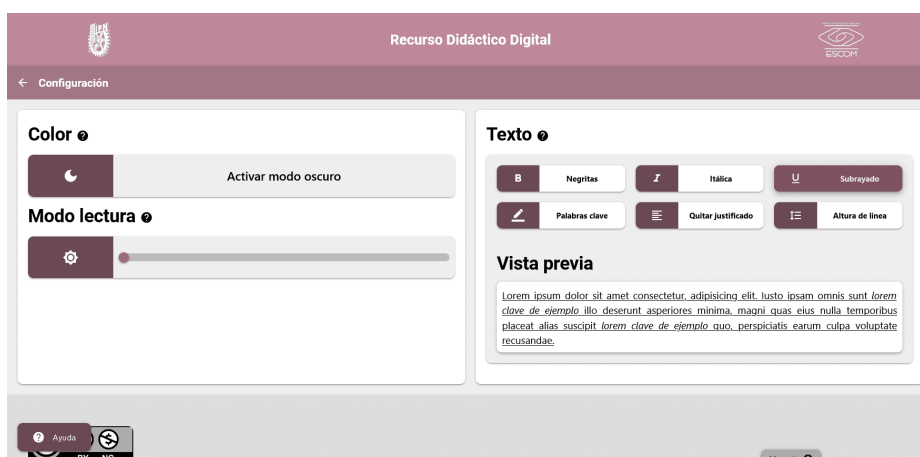 Recurso Didáctico Digital
ESCOM
← Configuración
Color
Activar modo oscuro
Modo lectura
Texto
B Negritas
I Itálica
U Subrayado
Palabras clave
Quitar justificado
Altura de linea
Vista previa
Lorem ipsum dolor sit amet consectetur, adipisicing elit. Iusto ipsam omnis sunt lorem
clave de ejemplo illo deserunt asperiores minima, magni quas eius nulla temporibus
placeat alias suscipit lorem clave de ejemplo quo, perspiciatis earum culpa voluptate
recusandae.
Ayuda
BY NC